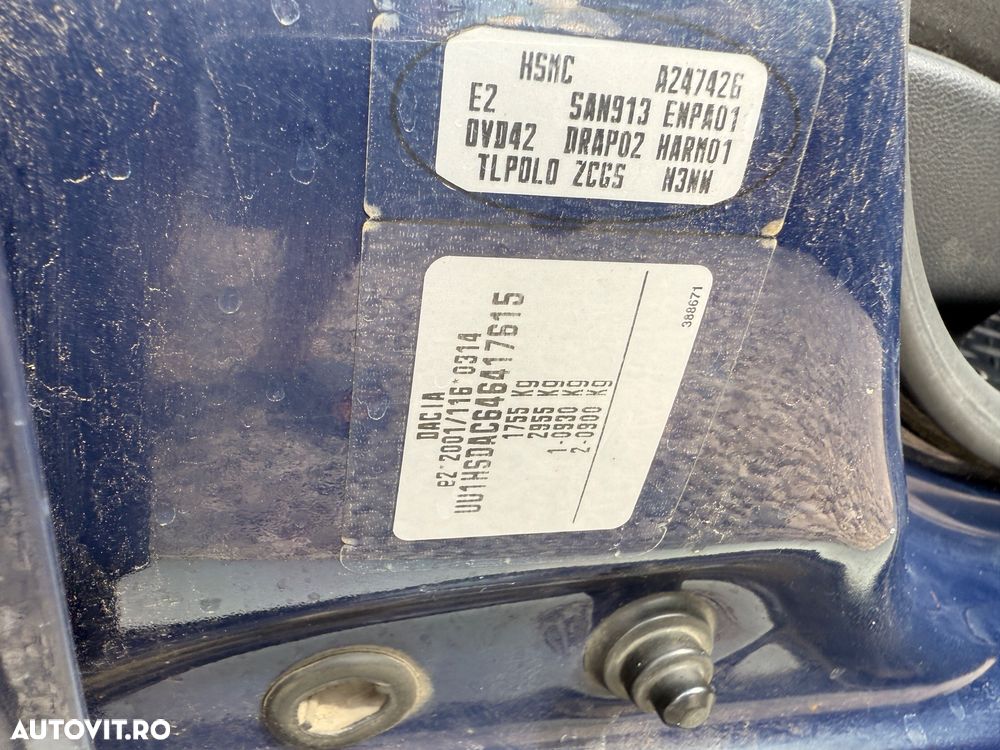 HSMC A247426
E2 SAN913 ENPA01
OVD42 DRAP02 HARM01
TLPOLO ZCGS N3NN
DACIA
e2*2001/116*0314
UU1HSDAC646417615
1755 Kg
2955 Kg
1-0930 Kg
2-0900 Kg
388671
AUTOVIT.RO